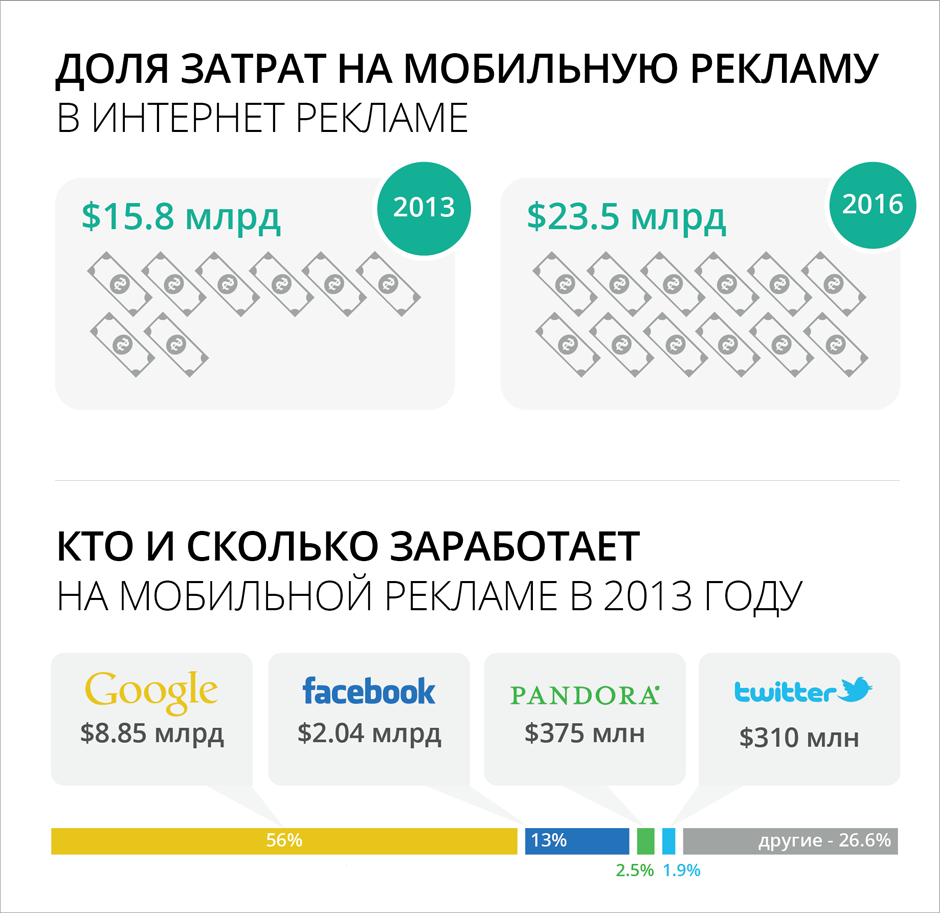 ДОЛЯ ЗАТРАТ НА МОБИЛЬНУЮ РЕКЛАМУ
В ИНТЕРНЕТ РЕКЛАМЕ
$15.8 млрд
2013
$23.5 млрд
2016
КТО И СКОЛЬКО ЗАРАБОТАЕТ
НА МОБИЛЬНОЙ РЕКЛАМЕ В 2013 ГОДУ
Google
$8.85 млрд
facebook
$2.04 млрд
PANDORA
$375 млн
twitter
$310 млн
56%
13%
другие - 26.6%
2.5%
1.9%